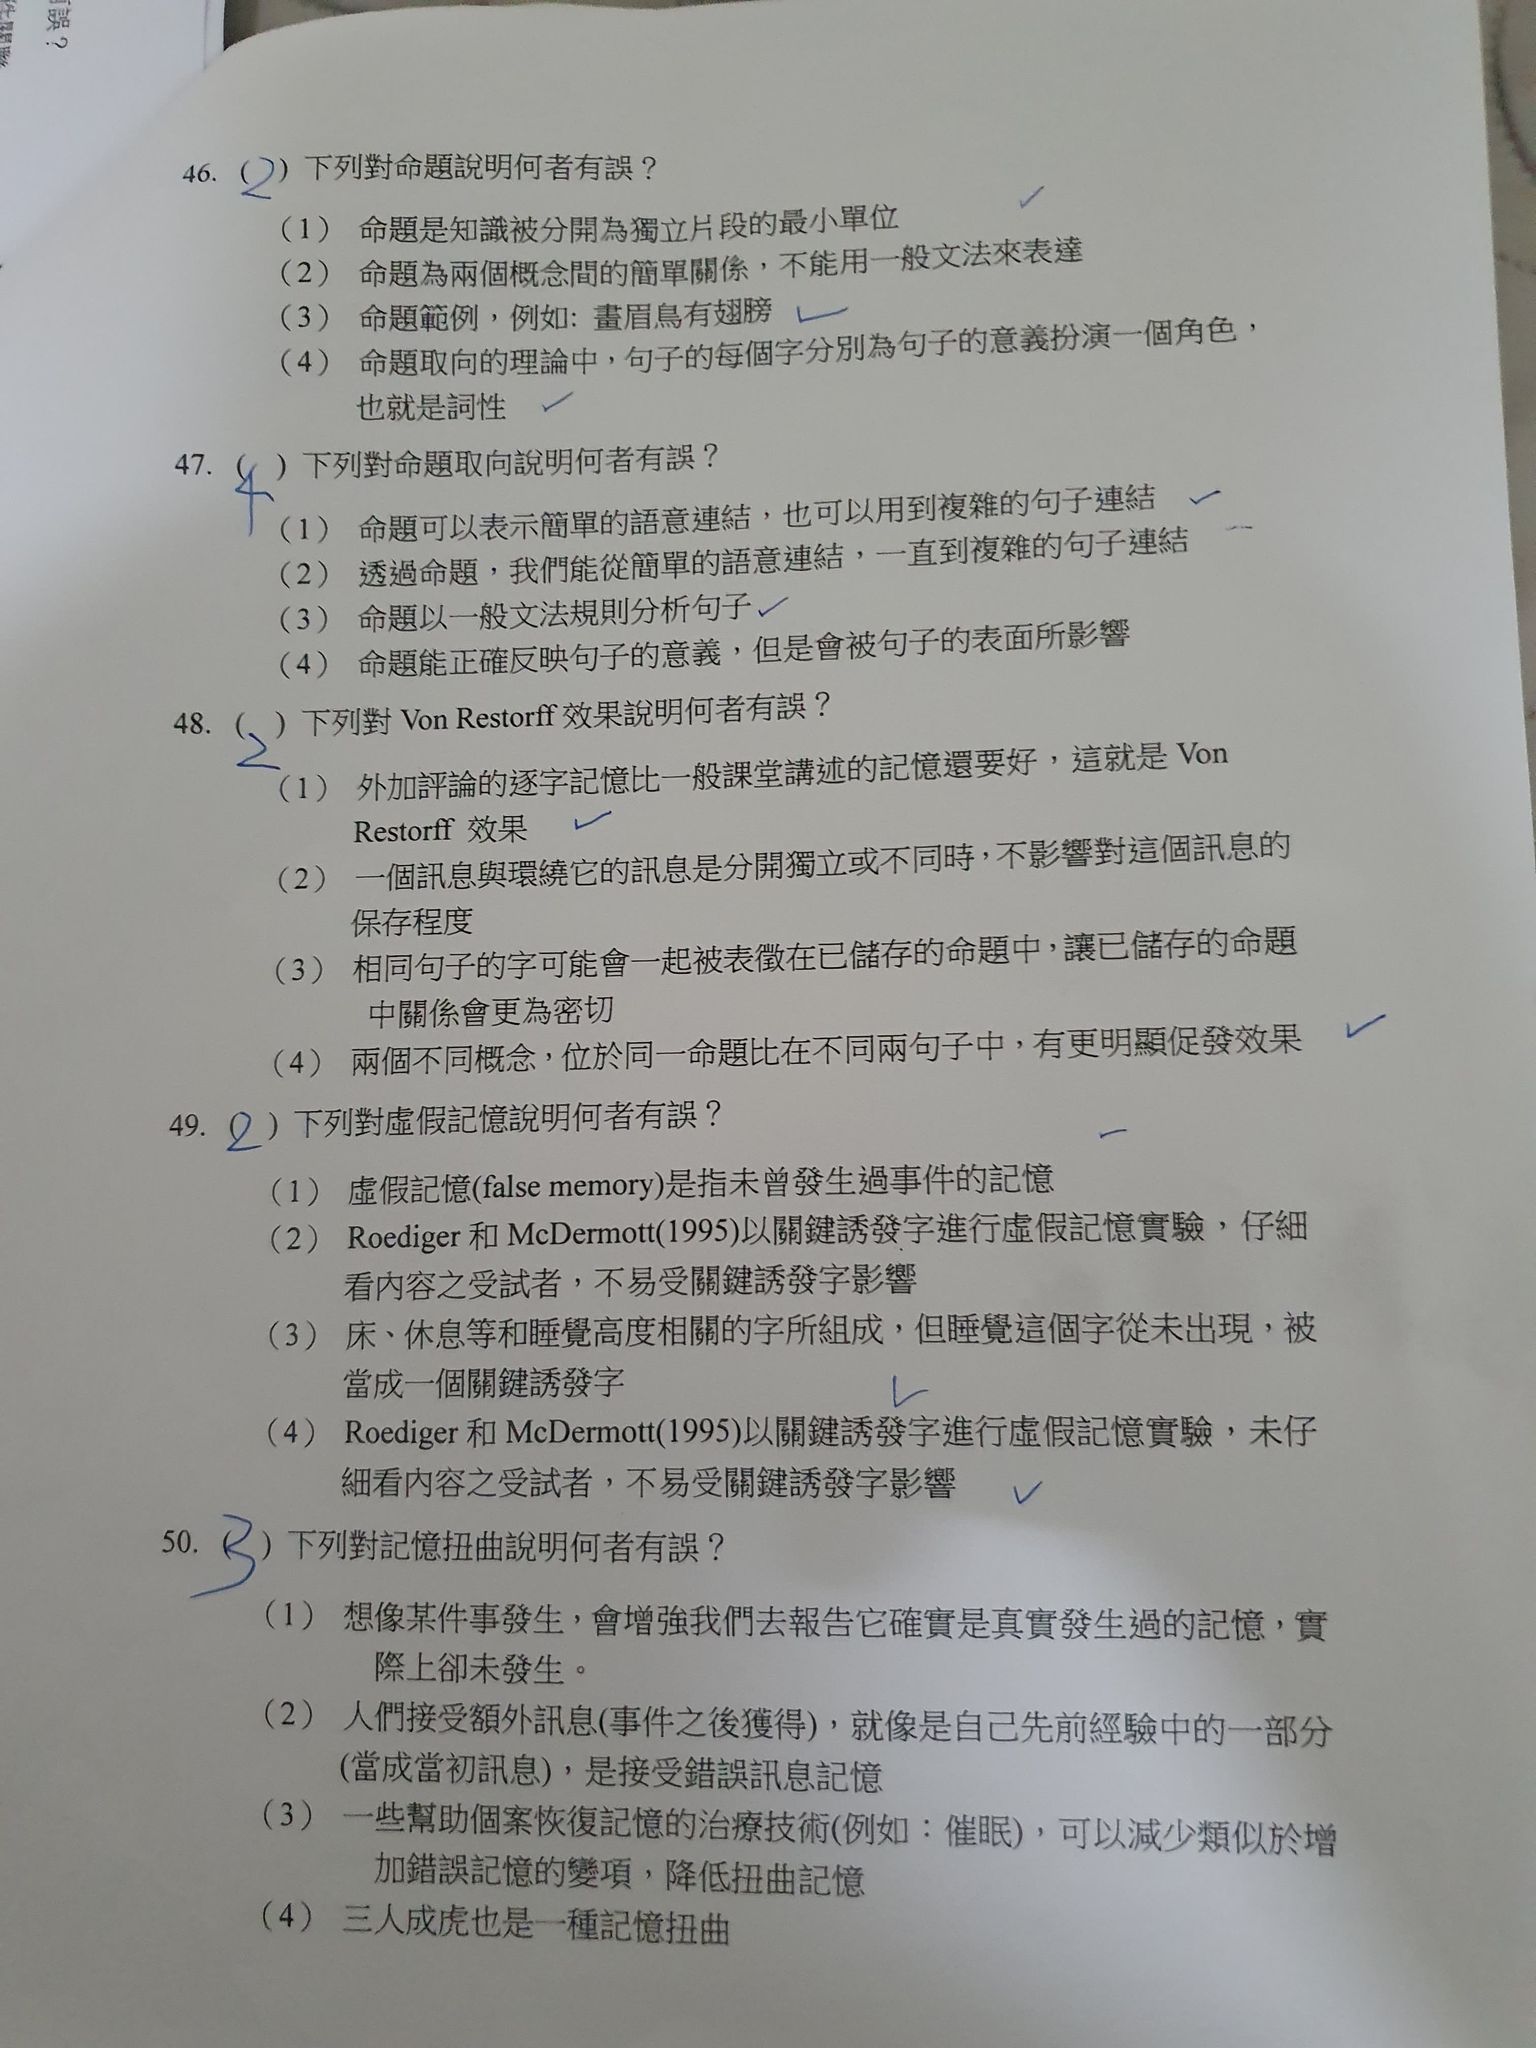 有誤？
46. (2) 下列對命題說明何者有誤？
(1) 命題是知識被分開為獨立片段的最小單位
(2) 命題為兩個概念間的簡單關係，不能用一般文法來表達
(3) 命題範例，例如: 畫眉鳥有翅膀
(4) 命題取向的理論中，句子的每個字分別為句子的意義扮演一個角色，
也就是詞性
47. (4) 下列對命題取向說明何者有誤？
(1) 命題可以表示簡單的語意連結，也可以用到複雜的句子連結
(2) 透過命題，我們能從簡單的語意連結，一直到複雜的句子連結
(3) 命題以一般文法規則分析句子
(4) 命題能正確反映句子的意義，但是會被句子的表面所影響
48. (2) 下列對 Von Restorff 效果說明何者有誤？
(1) 外加評論的逐字記憶比一般課堂講述的記憶還要好，這就是 Von
Restorff 效果
(2) 一個訊息與環繞它的訊息是分開獨立或不同時，不影響對這個訊息的
保存程度
(3) 相同句子的字可能會一起被表徵在已儲存的命題中，讓已儲存的命題
中關係會更為密切
(4) 兩個不同概念，位於同一命題比在不同兩句子中，有更明顯促發效果
49. (2) 下列對虛假記憶說明何者有誤？
(1) 虛假記憶(false memory)是指未曾發生過事件的記憶
(2) Roediger 和 McDermott(1995)以關鍵誘發字進行虛假記憶實驗，仔細
看內容之受試者，不易受關鍵誘發字影響
(3) 床、休息等和睡覺高度相關的字所組成，但睡覺這個字從未出現，被
當成一個關鍵誘發字
(4) Roediger 和 McDermott(1995)以關鍵誘發字進行虛假記憶實驗，未仔
細看內容之受試者，不易受關鍵誘發字影響
50. (3) 下列對記憶扭曲說明何者有誤？
(1) 想像某件事發生，會增強我們去報告它確實是真實發生過的記憶，實
際上卻未發生。
(2) 人們接受額外訊息(事件之後獲得)，就像是自己先前經驗中的一部分
(當成當初訊息)，是接受錯誤訊息記憶
(3) 一些幫助個案恢復記憶的治療技術(例如：催眠)，可以減少類似於增
加錯誤記憶的變項，降低扭曲記憶
(4) 三人成虎也是一種記憶扭曲